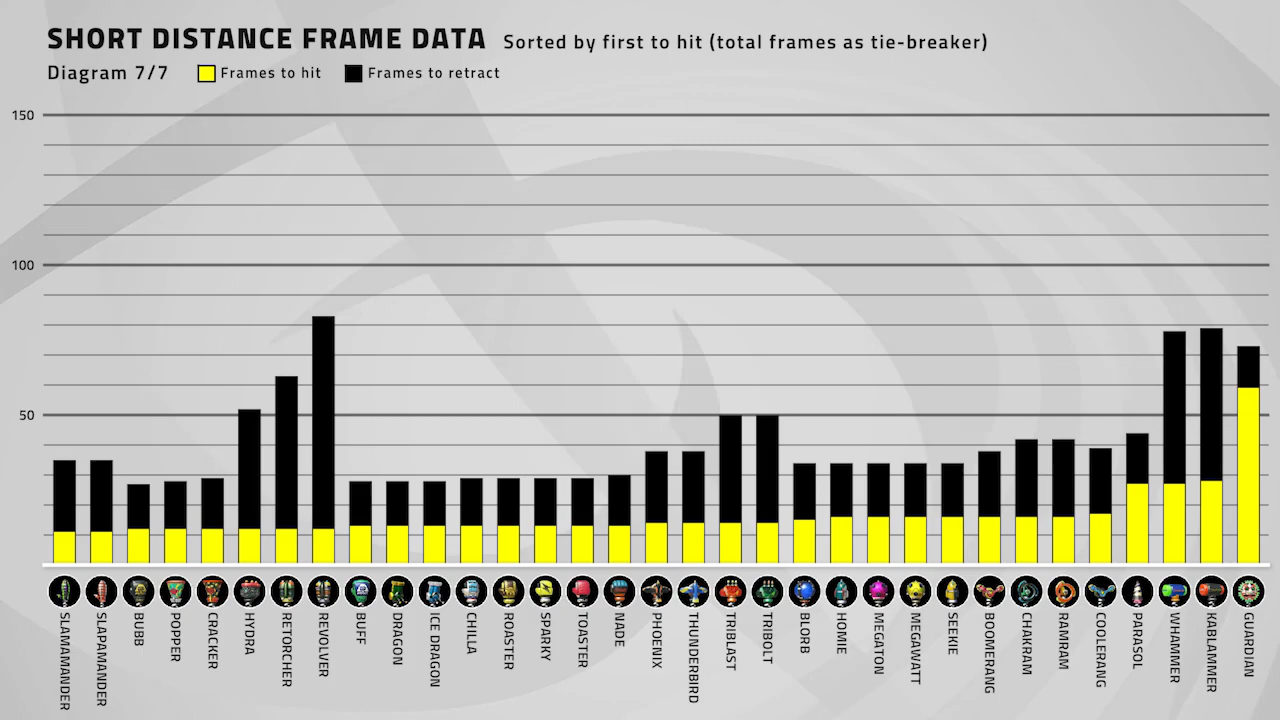 SHORT DISTANCE FRAME DATA Sorted by first to hit (total frames as tie-breaker)
Diagram 7/7 Frames to hit Frames to retract
150
100
50
SLAMAMANDER
SLAPAMANDER
BUBB
POPPER
CRACKER
HYDRA
RETORCHER
REVOLVER
BUFF
DRAGON
ICE DRAGON
CHILLA
ROASTER
SPARKY
TOASTER
NADE
PHOENIX
THUNDERBIRD
TRIBLAST
TRIBOLT
BLORB
HOMIE
MEGATON
MEGAWATT
SEEKIE
BOOMERANG
CHAKRAM
RAMRAM
COOLERANG
PARASOL
WHAMMER
KABLAMMER
GUARDIAN